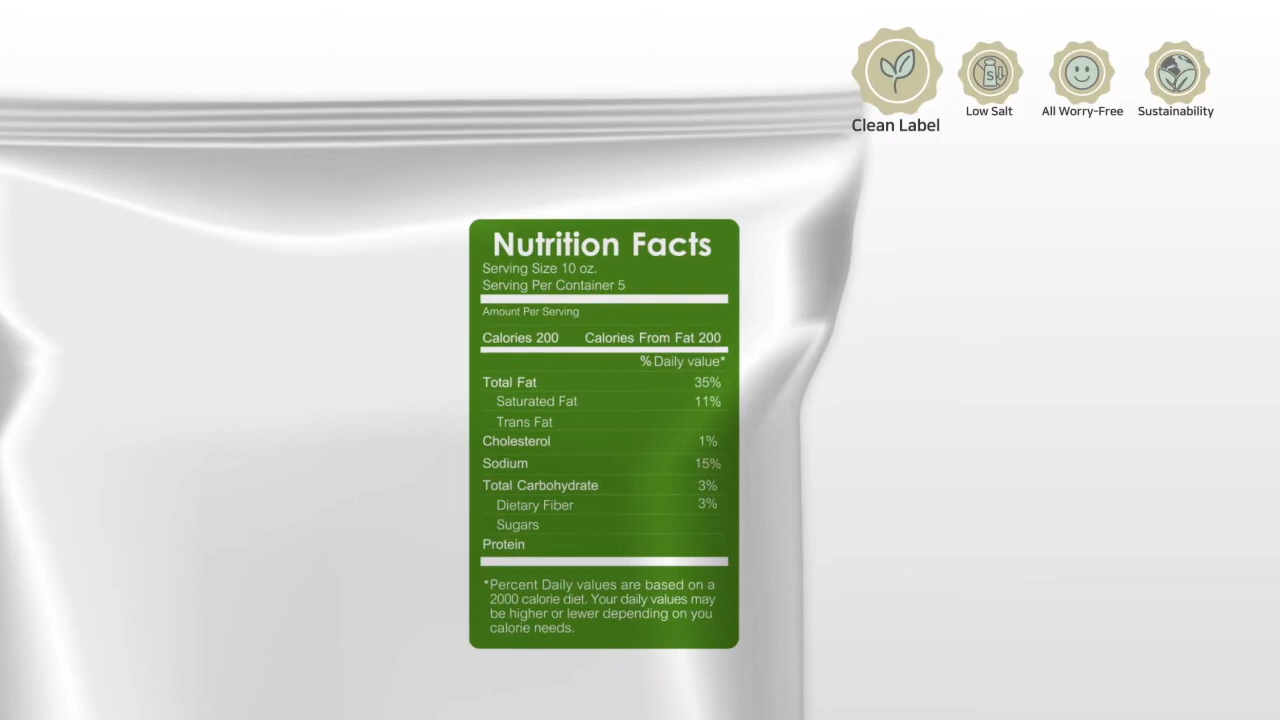 Clean Label
Low Salt
All Worry-Free
Sustainability
S
Nutrition Facts
Serving Size 10 oz.
Serving Per Container 5
Amount Per Serving
Calories 200 Calories From Fat 200
% Daily value*
Total Fat 35%
Saturated Fat 11%
Trans Fat
Cholesterol 1%
Sodium 15%
Total Carbohydrate 3%
Dietary Fiber 3%
Sugars
Protein
*Percent Daily values are based on a
2000 calorie diet. Your daily values may
be higher or lewer depending on you
calorie needs.